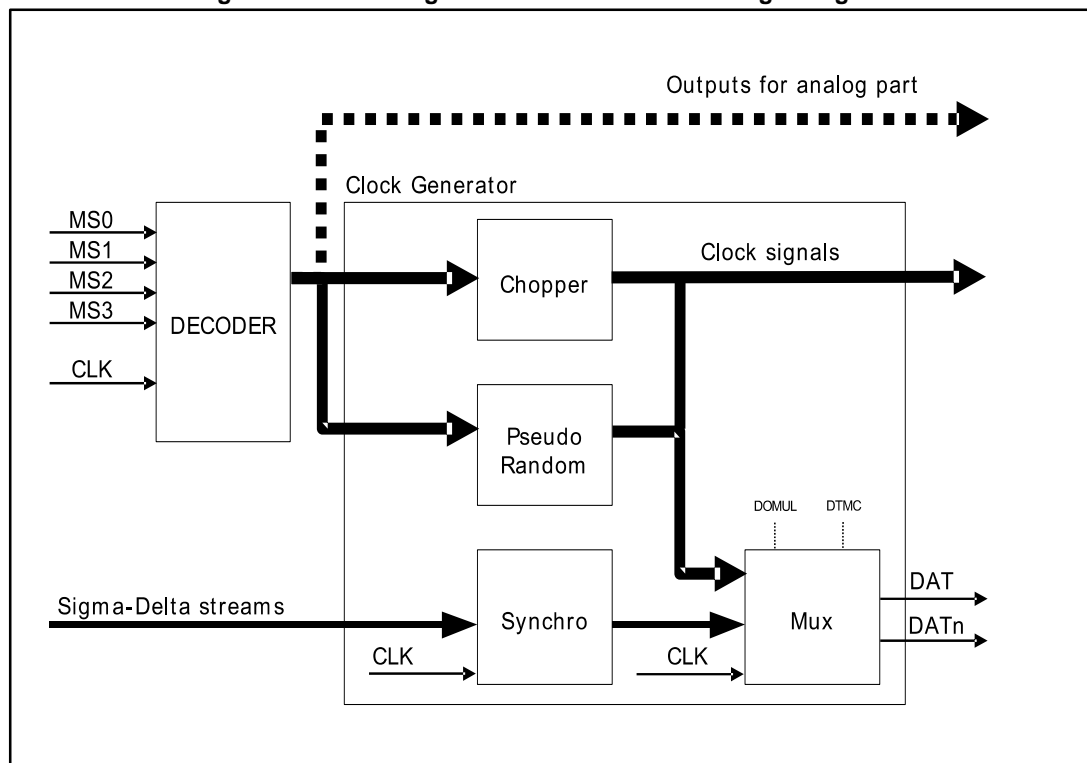 Outputs for analog part
Clock Generator
MS0
MS1
MS2
MS3
CLK
DECODER
Chopper
Clock signals
Pseudo
Random
DOMUL
DTMC
Sigma-Delta streams
Synchro
CLK
CLK
Mux
DAT
DATn